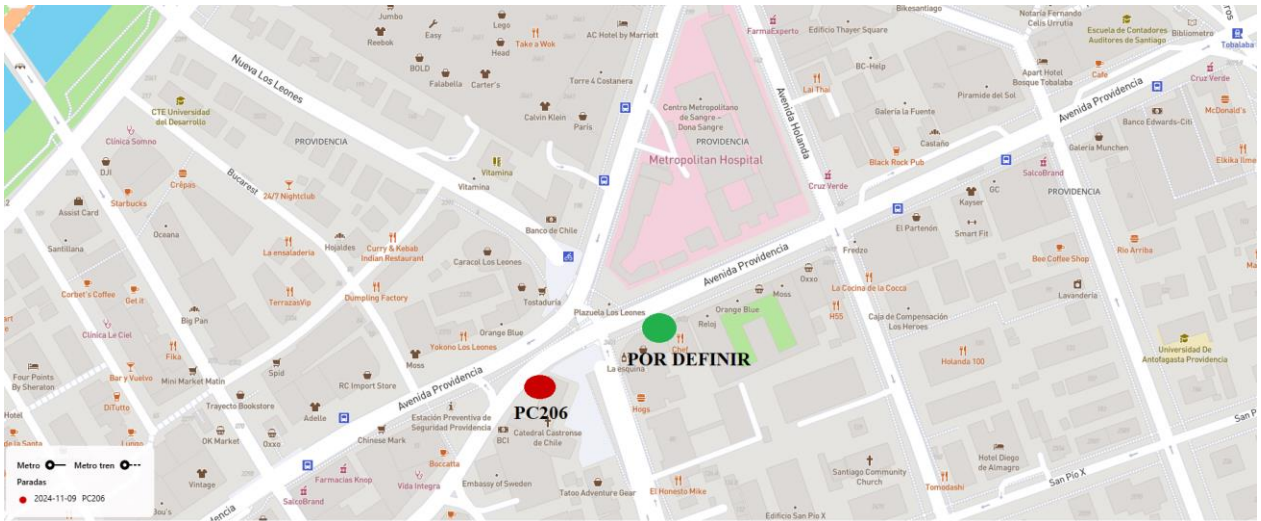 Jumbo
Lego
Easy
Reebok
Head
Take a Wok
AC Hotel by Marriott
FarmaExperto
Edificio Thayer Square
Bikesantiago
Notaria Fernando
Celis Urrutia
Escuela de Contadores
Auditores de Santiago
Bibliometro
Tobalaba
Nueva Los Leones
BOLD
Falabella
Carter's
Torre 4 Costanera
BC-Help
Lai Thai
Apart Hotel
Bosque Tobalaba
Café
Cruz Verde
Piramide del Sol
Avenida Providencia
McDonald's
Banco Edwards-Citi
CTE Universidad
del Desarrollo
Calvin Klein
Paris
Centro Metropolitano
de Sangre –
Dona Sangre
PROVIDENCIA
Metropolitan Hospital
Avenida Holanda
Galería la Fuente
Castaño
Black Rock Pub
Galería Munchen
Eikika Ilme
Clínica Somno
PROVIDENCIA
DJI
Crêpas
Starbucks
Bucarest
24/7 Nightclub
Vitamina
Vitamina
Cruz Verde
SalcoBrand
PROVIDENCIA
GC
Kayser
Assist Card
Oceana
Santillana
La ensaladería
Hojaldes
Curry & Kebab
Indian Restaurant
Banco de Chile
Caracol Los Leones
Avenida Providencia
El Partenón
Smart Fit
Fredzo
Bee Coffee Shop
Rio Arriba
Corbet's Coffee
Get it
TerrazasVip
Dumpling Factory
Tostaduría
Plazuela Los Leones
Oxxo
Moss
Orange Blue
Reloj
La Cocina de la Cocca
H55
Caja de Compensación
Los Heroes
Lavandería
Clínica Le Ciel
Big Pan
Fika
Orange Blue
Yokono Los Leones
Moss
Chef
POR DEFINIR
La esquina
Holanda 100
Universidad De
Antofagasta Providencia
Four Points
By Sheraton
Bar y Vuelvo
Mini Market Matin
Spid
RC Import Store
Avenida Providencia
PC206
Hotel
DiTutto
Trayecto Bookstore
Adelle
Estación Preventiva de
Seguridad Providencia
BCI
Catedral Castrense
de Chile
Hogs
San P
de la Santa
Lungo
OK Market
Oxxo
Chinese Mark
Boccatta
Hotel Diego
de Almagro
Metro
Metro tren
Paradas
2024-11-09 PC206
Vintage
Farmacias Knop
SalcoBrand
Vida Integra
Embassy of Sweden
Tatoo Adventure Gear
El Honesto Mike
Santiago Community
Church
Tomodashi
San Pío X
Jou's
Edificio San Pío X